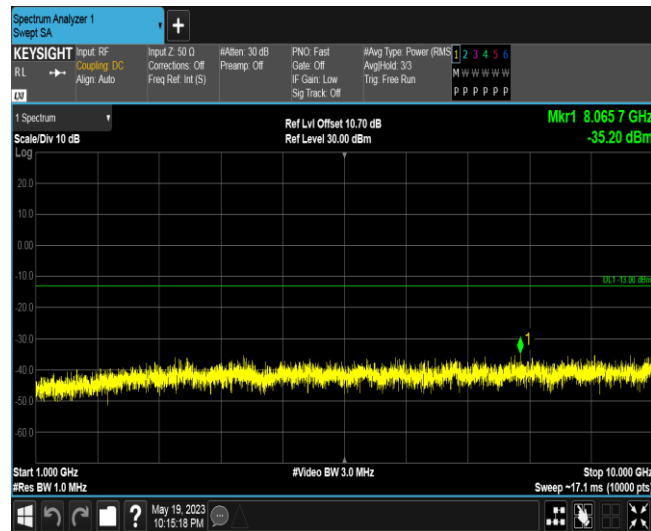 Spectrum Analyzer 1
Swept SA
KEYSIGHT
RL
LXI
Input: RF
Coupling: DC
Align: Auto
Input Z: 50 Ω
Corrections: Off
Freq Ref: Int (S)
#Atten: 30 dB
Preamp: Off
PNO: Fast
Gate: Off
IF Gain: Low
Sig Track: Off
#Avg Type: Power (RMS
Avg|Hold: 3/3
Trig: Free Run
1 2 3 4 5 6
M W W W W W
P P P P P P
1 Spectrum
Scale/Div 10 dB
Log
Ref Lvl Offset 10.70 dB
Ref Level 30.00 dBm
Mkr1 8.065 7 GHz
-35.20 dBm
20.0
10.0
0.00
-10.0
DL1 -13.00 dBm
-20.0
-30.0
1
-40.0
-50.0
-60.0
Start 1.000 GHz
#Res BW 1.0 MHz
#Video BW 3.0 MHz
Stop 10.000 GHz
Sweep ~17.1 ms (10000 pts)
?
May 19, 2023
10:15:18 PM